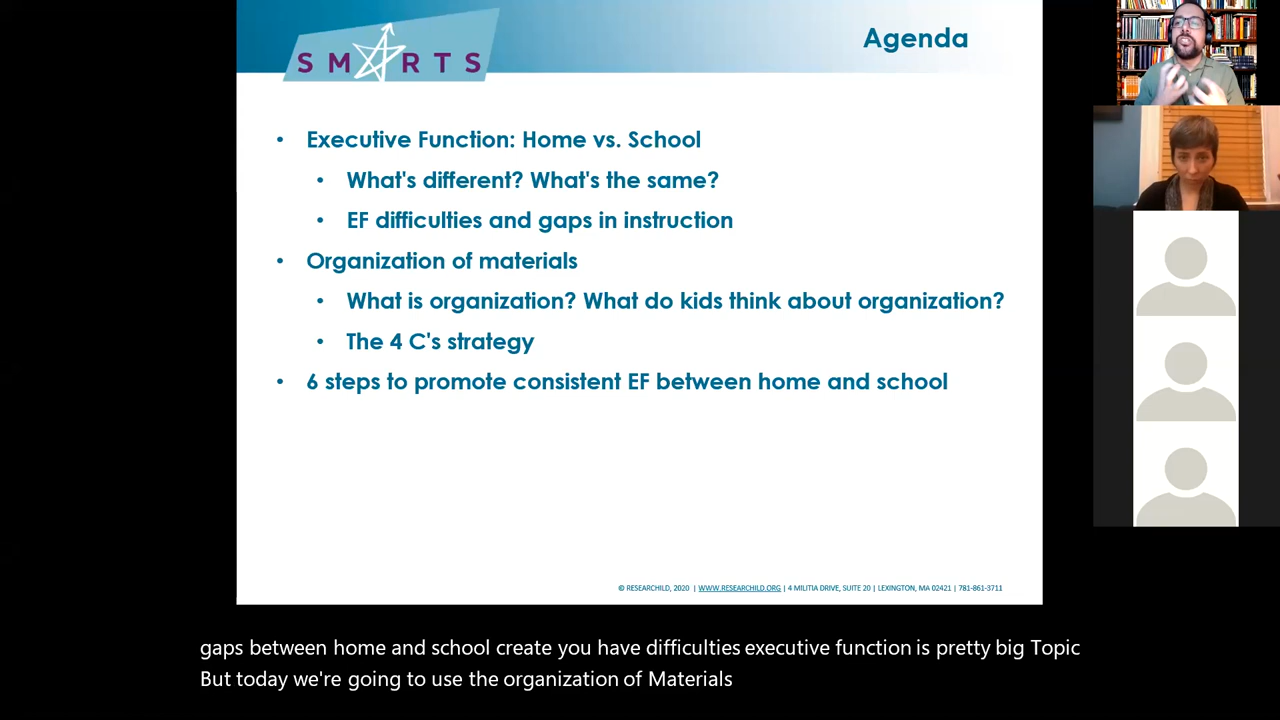 SMARTS
Agenda
• Executive Function: Home vs. School
• What's different? What's the same?
• EF difficulties and gaps in instruction
• Organization of materials
• What is organization? What do kids think about organization?
• The 4 C's strategy
• 6 steps to promote consistent EF between home and school
© RESEARCHILD, 2020 | WWW.RESEARCHILD.ORG | 4 MILITIA DRIVE, SUITE 20 | LEXINGTON, MA 02421 | 781-861-3711
gaps between home and school create you have difficulties executive function is pretty big Topic
But today we're going to use the organization of Materials